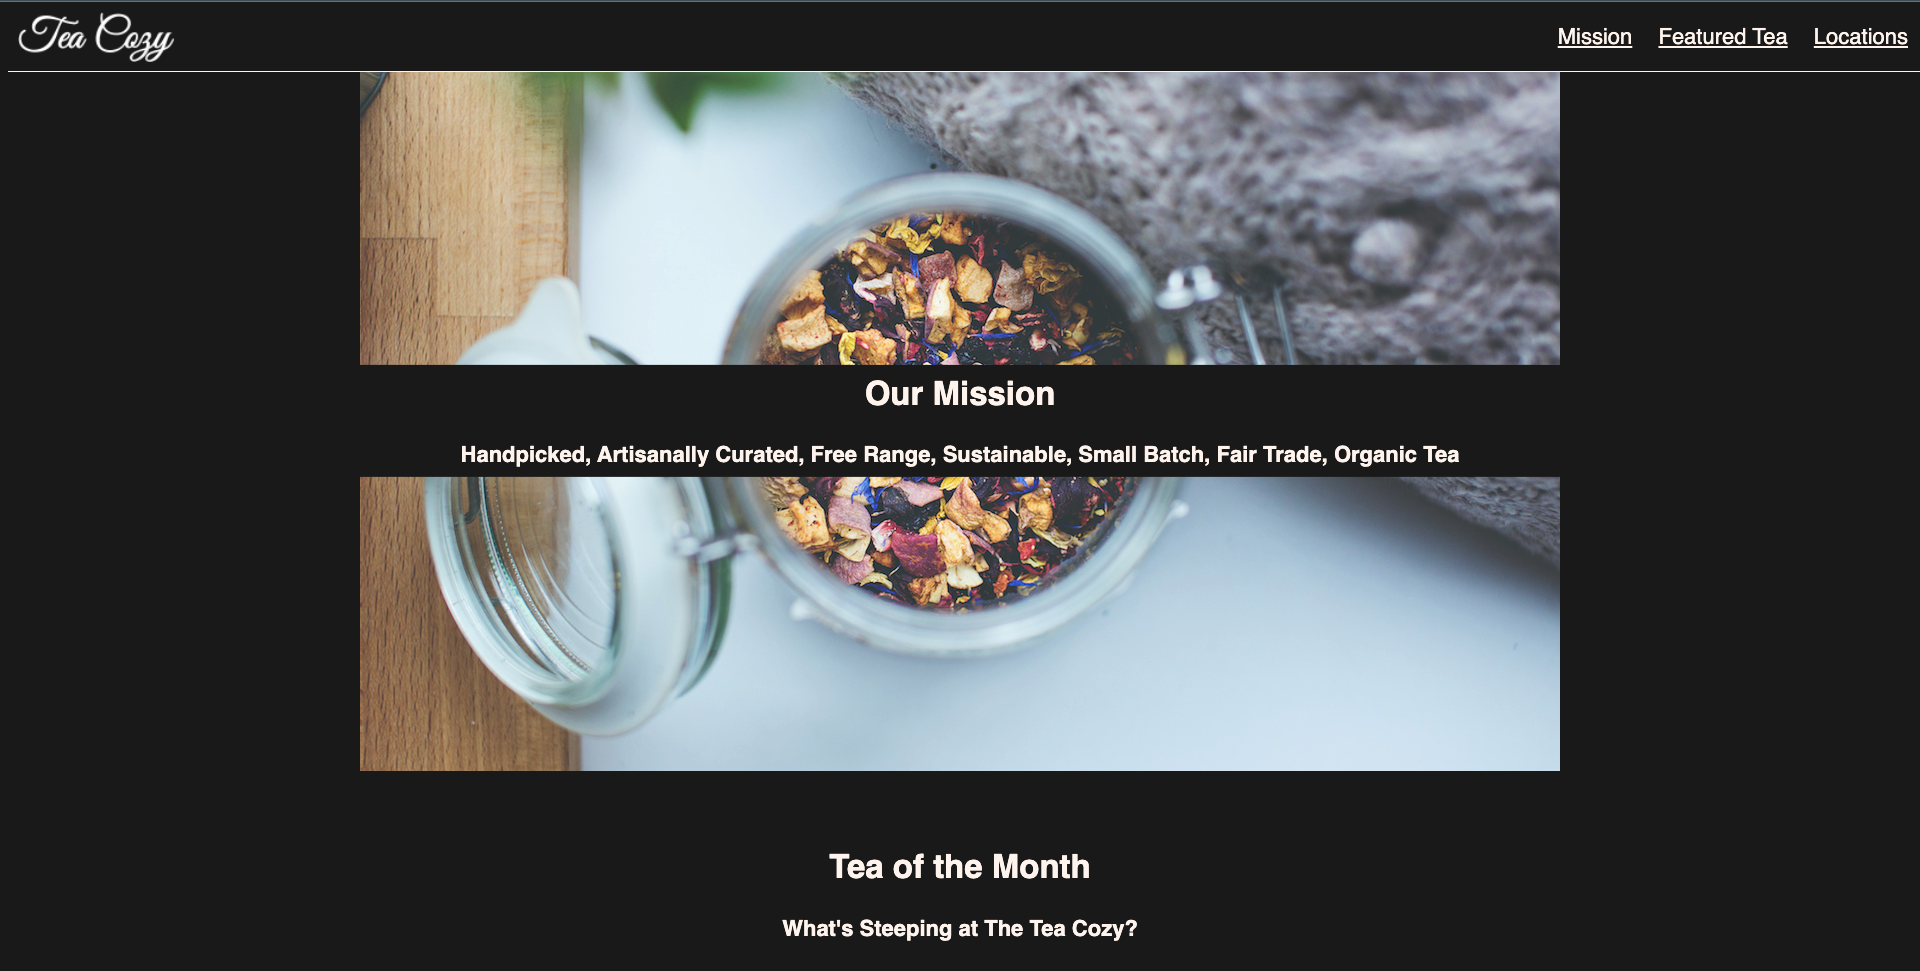 Tea Cozy
Mission Featured Tea Locations
Our Mission
Handpicked, Artisanally Curated, Free Range, Sustainable, Small Batch, Fair Trade, Organic Tea
Tea of the Month
What's Steeping at The Tea Cozy?